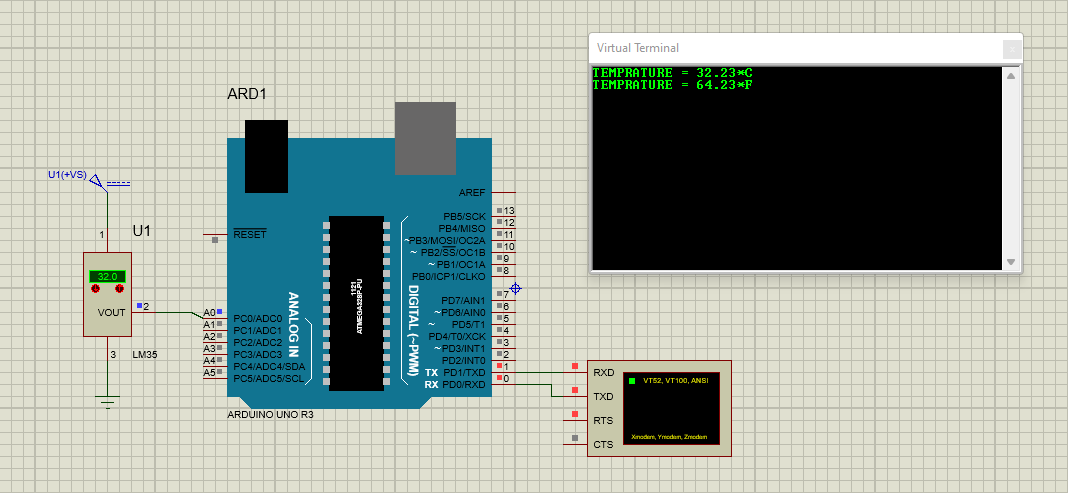 Virtual Terminal
TEMPRATURE = 32.23*C
TEMPRATURE = 64.23*F
ARD1
U1(+VS)
U1
1
32.0
2
VOUT
3
LM35
RESET
A0
A1
A2
A3
A4
A5
PC0/ADC0
PC1/ADC1
PC2/ADC2
PC3/ADC3
PC4/ADC4/SDA
PC5/ADC5/SCL
ANALOG IN
1121
ATMEGA328P-PU
DIGITAL (~PWM)
AREF
PB5/SCK 13
PB4/MISO 12
~PB3/MOSI/OC2A 11
~ PB2/SS/OC1B 10
~ PB1/OC1A 9
PB0/ICP1/CLKO 8
PD7/AIN1 7
~PD6/AIN0 6
~ PD5/T1 5
PD4/T0/XCK 4
~PD3/INT1 3
PD2/INT0 2
TX PD1/TXD 1
RX PD0/RXD 0
ARDUINO UNO R3
RXD
TXD
RTS
CTS
VT52, VT100, ANSI
Xmodem, Ymodem, Zmodem